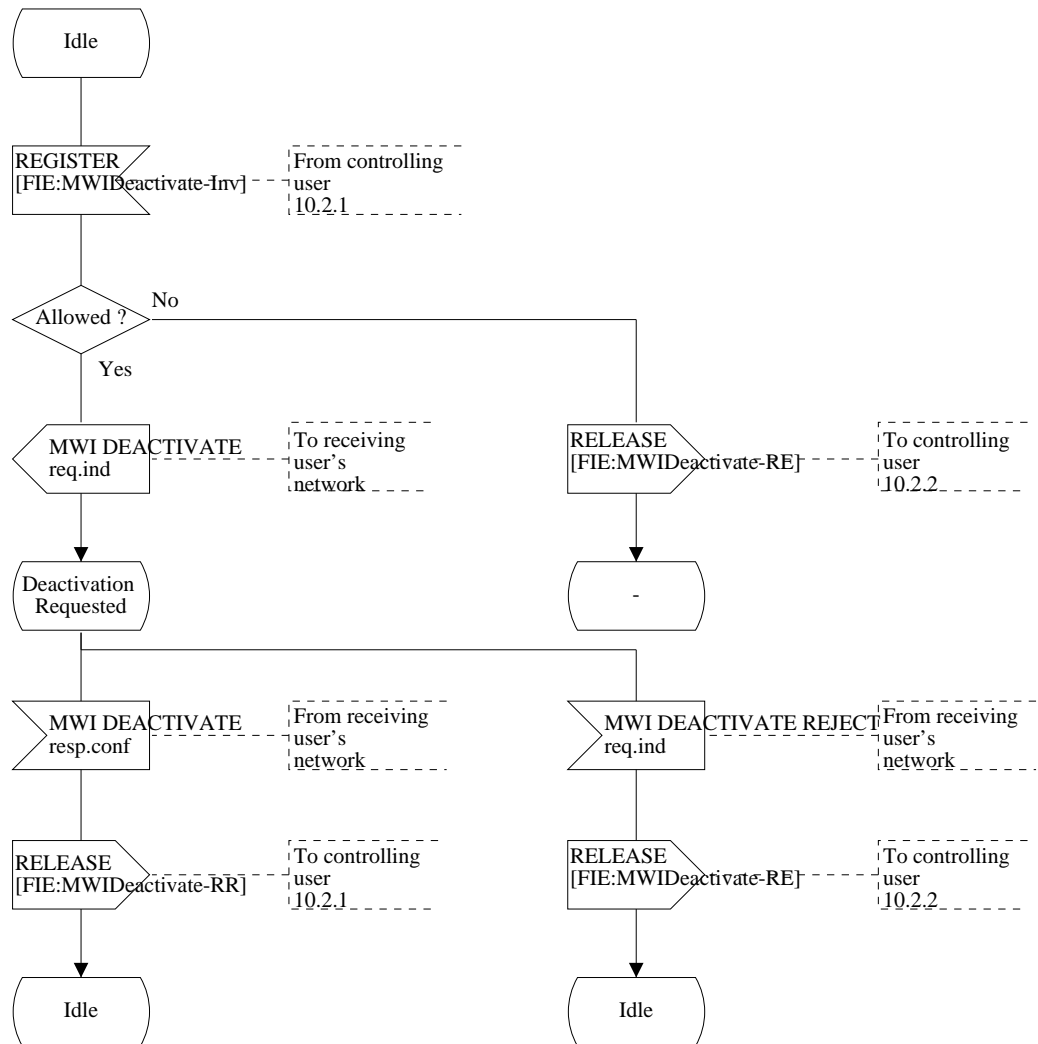 Idle
REGISTER
[FIE:MWIDeactivate-Inv]
From controlling
user
10.2.1
Allowed ?
No
Yes
MWI DEACTIVATE
req.ind
To receiving
user's
network
RELEASE
[FIE:MWIDeactivate-RE]
To controlling
user
10.2.2
Deactivation
Requested
-
MWI DEACTIVATE
resp.conf
From receiving
user's
network
MWI DEACTIVATE REJECT
req.ind
From receiving
user's
network
RELEASE
[FIE:MWIDeactivate-RR]
To controlling
user
10.2.1
RELEASE
[FIE:MWIDeactivate-RE]
To controlling
user
10.2.2
Idle
Idle